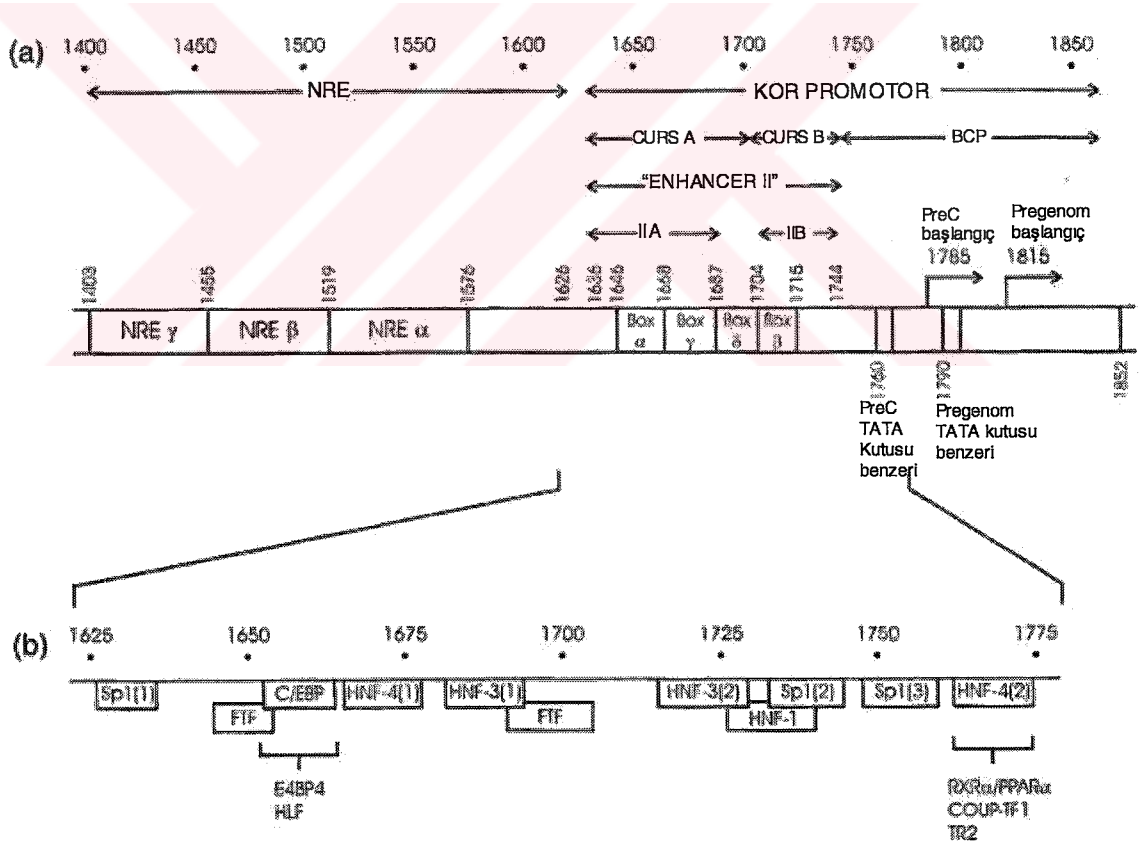 (a) 1400 1450 1500 1550 1600 1650 1700 1750 1800 1850
NRE KOR PROMOTOR
CURS A CURS B BCP
"ENHANCER II"
IIA IIB
PreC
başlangıç
1785
Pregenom
başlangıç
1815
1403 1455 1519 1576 1625 1636 1646 1668 1687 1704 1715 1744
NRE γ NRE β NRE α
Box
α
Box
γ
Box
δ
Box
β
1760 1790 1852
PreC
TATA
Kutusu
benzeri
Pregenom
TATA kutusu
benzeri
(b) 1625 1650 1675 1700 1725 1750 1775
Sp1(1) C/EBP HNF-4(1) HNF-3(1) HNF-3(2) Sp1(2) Sp1(3) HNF-4(2)
FTF FTF HNF-1
E4BP4
HLF
RXRα/PPARα
COUP-TF1
TR2